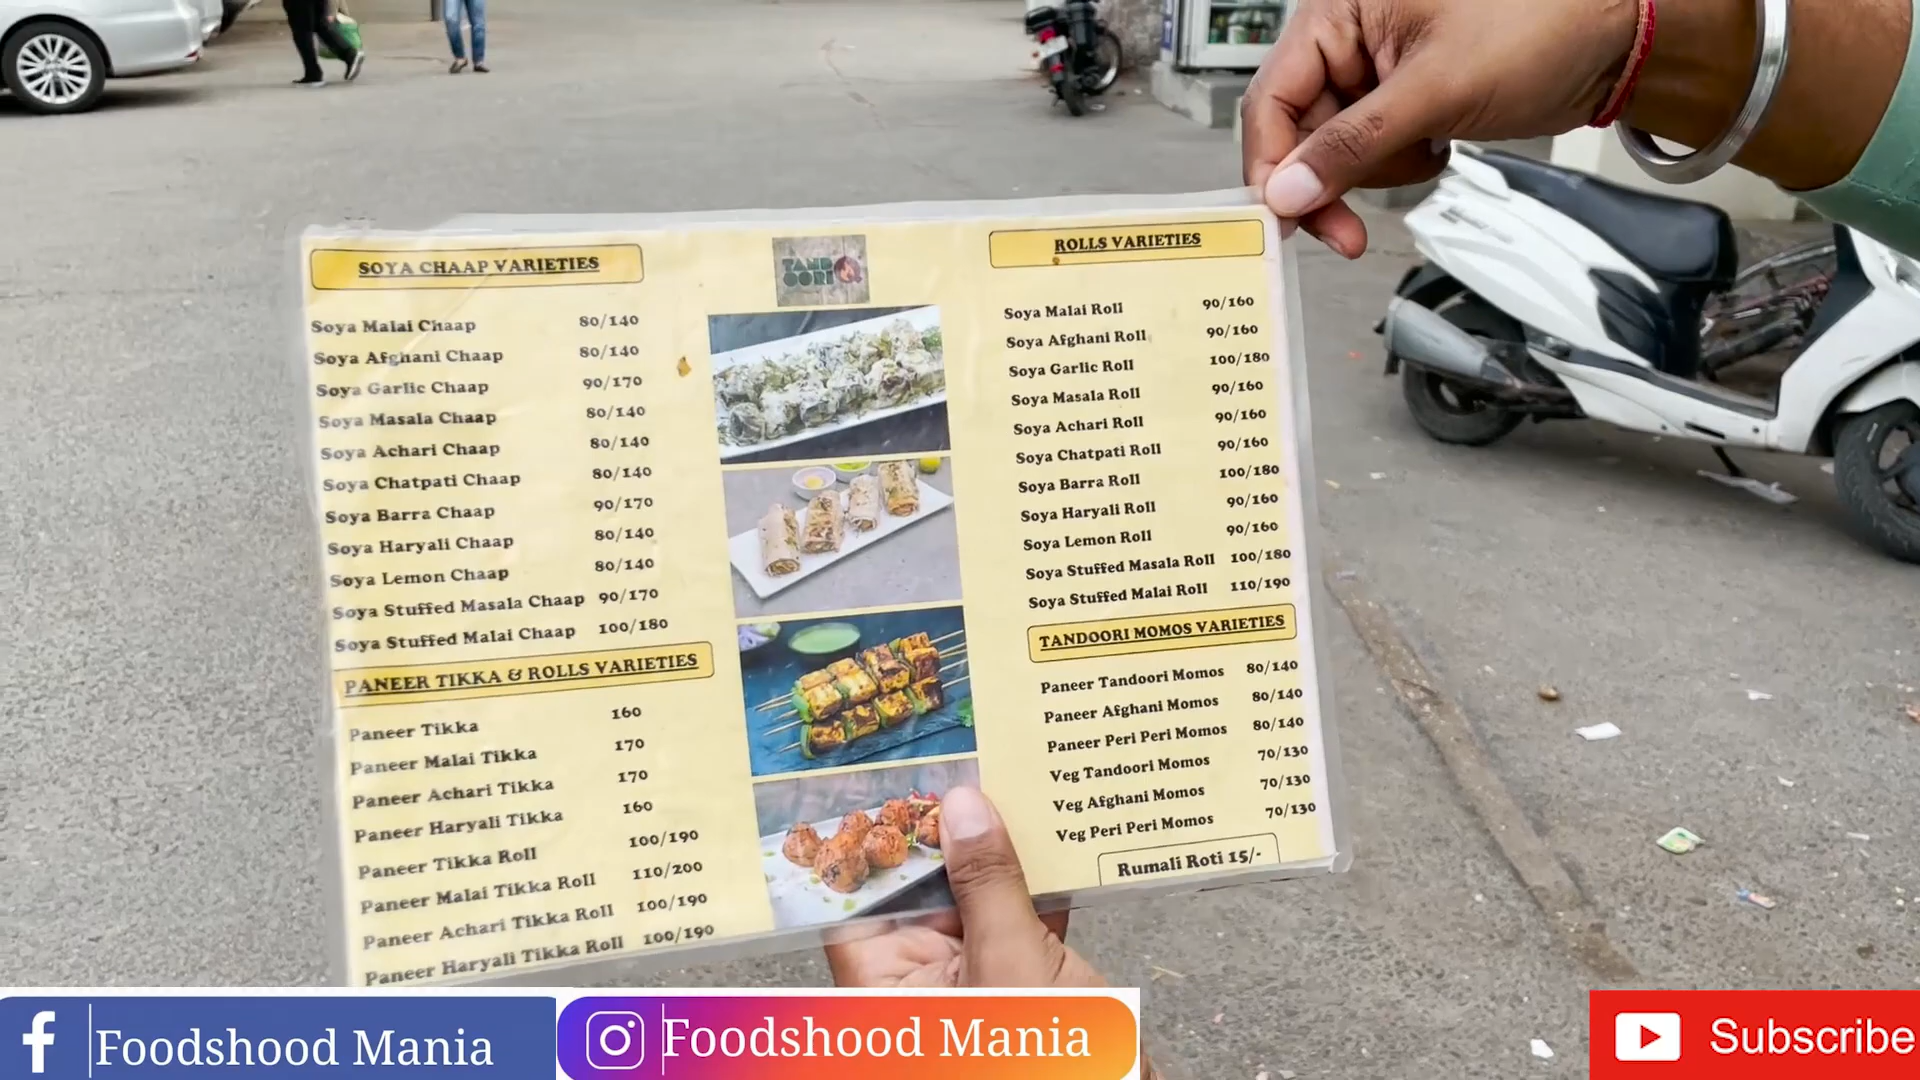 SOYA CHAAP VARIETIES
Soya Malai Chaap 80/140
Soya Afghani Chaap 80/140
Soya Garlic Chaap 90/170
Soya Masala Chaap 80/140
Soya Achari Chaap 80/140
Soya Chatpati Chaap 80/140
Soya Barra Chaap 90/170
Soya Haryali Chaap 80/140
Soya Lemon Chaap 80/140
Soya Stuffed Masala Chaap 90/170
Soya Stuffed Malai Chaap 100/180
PANEER TIKKA & ROLLS VARIETIES
Paneer Tikka 160
Paneer Malai Tikka 170
Paneer Achari Tikka 170
Paneer Haryali Tikka 160
Paneer Tikka Roll 100/190
Paneer Malai Tikka Roll 110/200
Paneer Achari Tikka Roll 100/190
Paneer Haryali Tikka Roll 100/190
TAND
OORI Q
ROLLS VARIETIES
Soya Malai Roll 90/160
Soya Afghani Roll 90/160
Soya Garlic Roll 100/180
Soya Masala Roll 90/160
Soya Achari Roll 90/160
Soya Chatpati Roll 90/160
Soya Barra Roll 100/180
Soya Haryali Roll 90/160
Soya Lemon Roll 90/160
Soya Stuffed Masala Roll 100/180
Soya Stuffed Malai Roll 110/190
TANDOORI MOMOS VARIETIES
Paneer Tandoori Momos 80/140
Paneer Afghani Momos 80/140
Paneer Peri Peri Momos 80/140
Veg Tandoori Momos 70/130
Veg Afghani Momos 70/130
Veg Peri Peri Momos 70/130
Rumali Roti 15/-
Foodshood Mania
Foodshood Mania
Subscribe